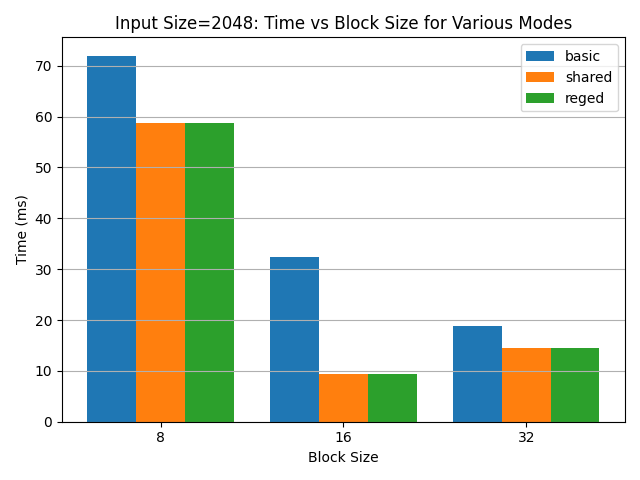 Input Size=2048: Time vs Block Size for Various Modes
basic
shared
reged
Time (ms)
70
60
50
40
30
20
10
0
8
16
32
Block Size